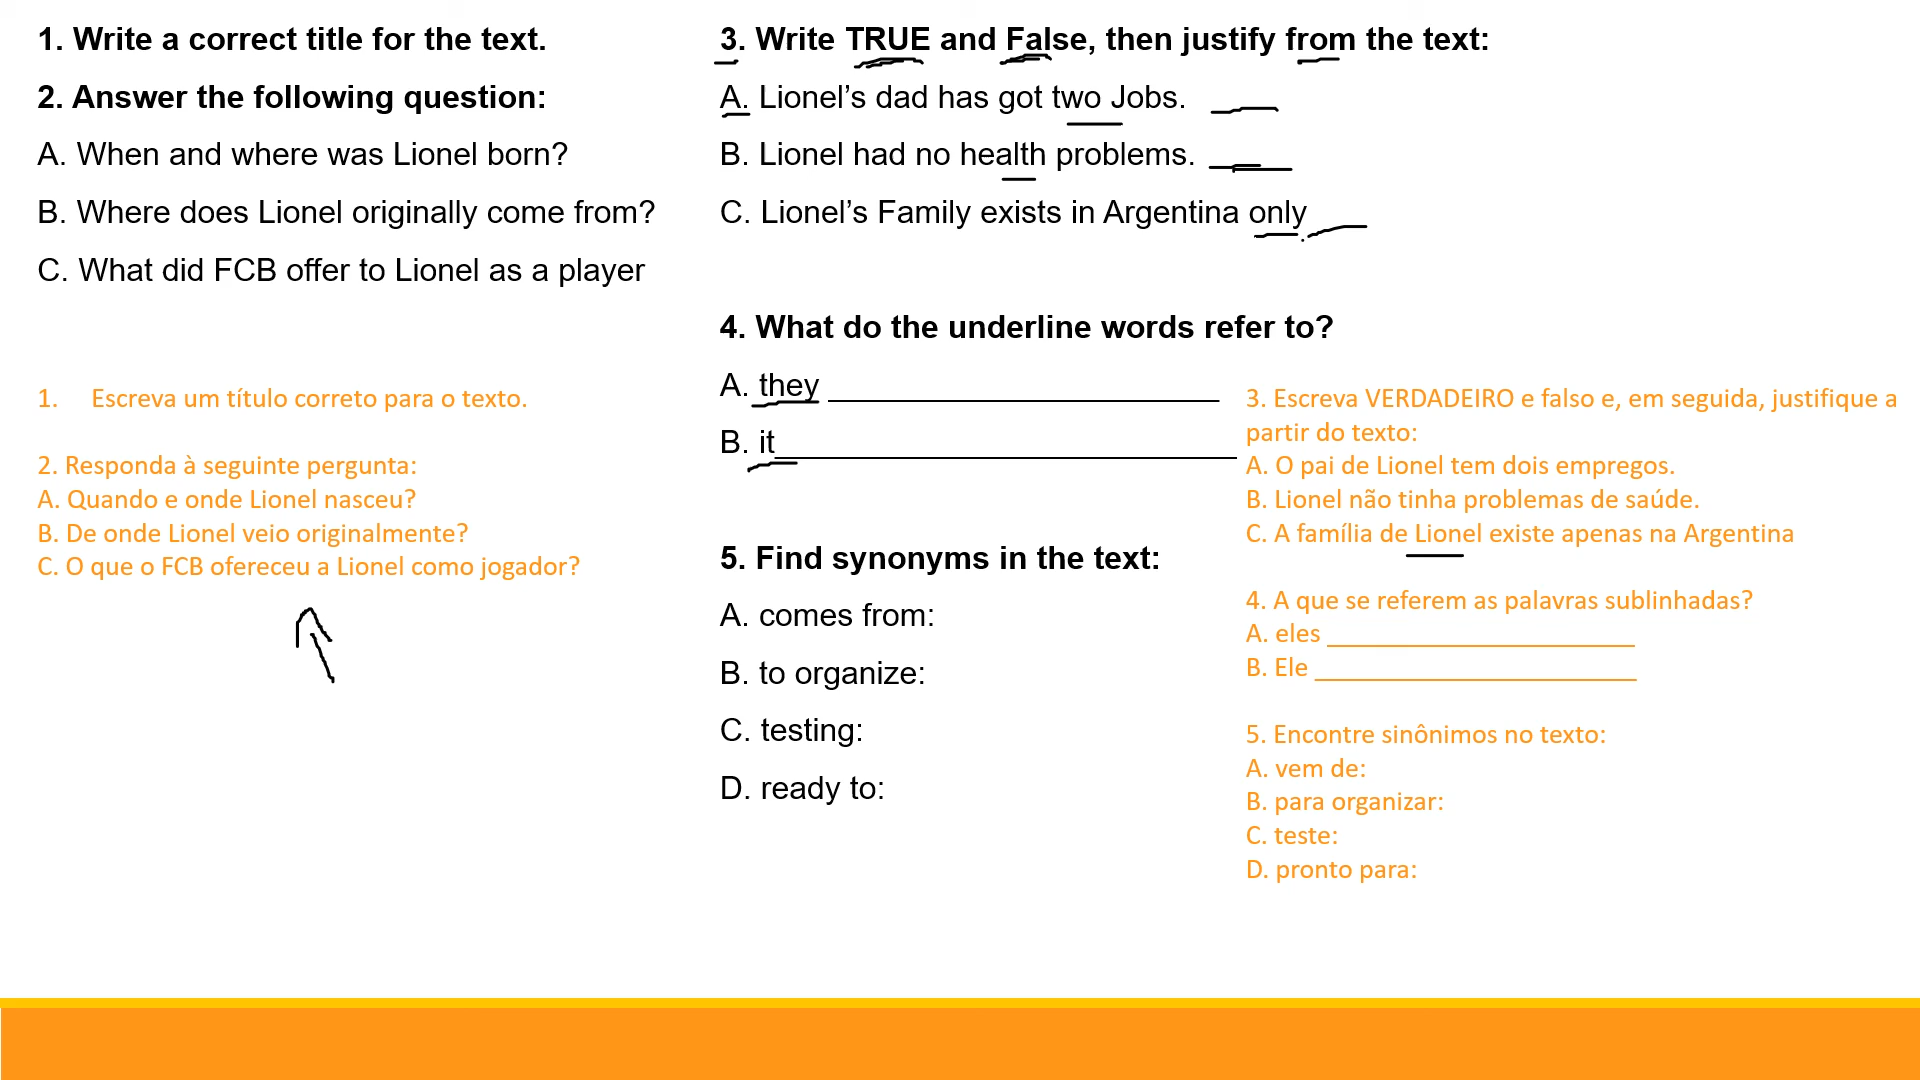 1. Write a correct title for the text.
2. Answer the following question:
A. When and where was Lionel born?
B. Where does Lionel originally come from?
C. What did FCB offer to Lionel as a player
1. Escreva um título correto para o texto.
2. Responda à seguinte pergunta:
A. Quando e onde Lionel nasceu?
B. De onde Lionel veio originalmente?
C. O que o FCB ofereceu a Lionel como jogador?
3. Write TRUE and False, then justify from the text:
A. Lionel’s dad has got two Jobs.
B. Lionel had no health problems.
C. Lionel’s Family exists in Argentina only.
4. What do the underline words refer to?
A. they ______________________
B. it__________________________
5. Find synonyms in the text:
A. comes from:
B. to organize:
C. testing:
D. ready to:
3. Escreva VERDADEIRO e falso e, em seguida, justifique a
partir do texto:
A. O pai de Lionel tem dois empregos.
B. Lionel não tinha problemas de saúde.
C. A família de Lionel existe apenas na Argentina
4. A que se referem as palavras sublinhadas?
A. eles ______________________
B. Ele _______________________
5. Encontre sinônimos no texto:
A. vem de:
B. para organizar:
C. teste:
D. pronto para: